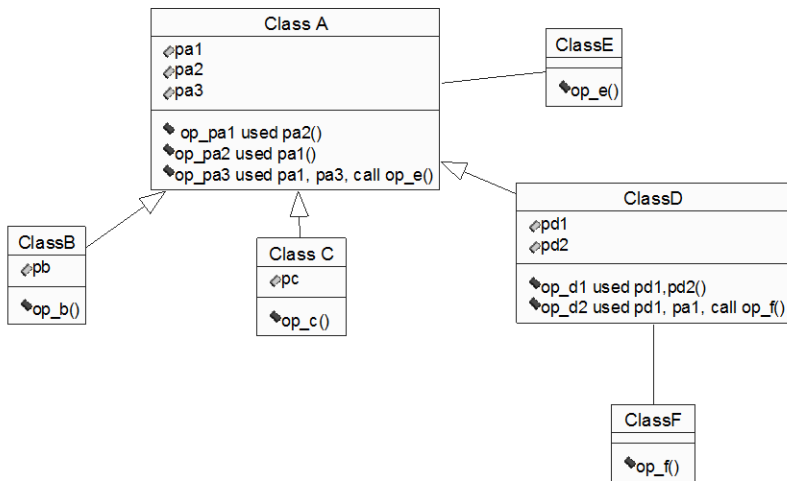 Class A
pa1
pa2
pa3
op_pa1 used pa2()
op_pa2 used pa1()
op_pa3 used pa1, pa3, call op_e()
ClassE
op_e()
ClassB
pb
op_b()
Class C
pc
op_c()
ClassD
pd1
pd2
op_d1 used pd1,pd2()
op_d2 used pd1, pa1, call op_f()
ClassF
op_f()